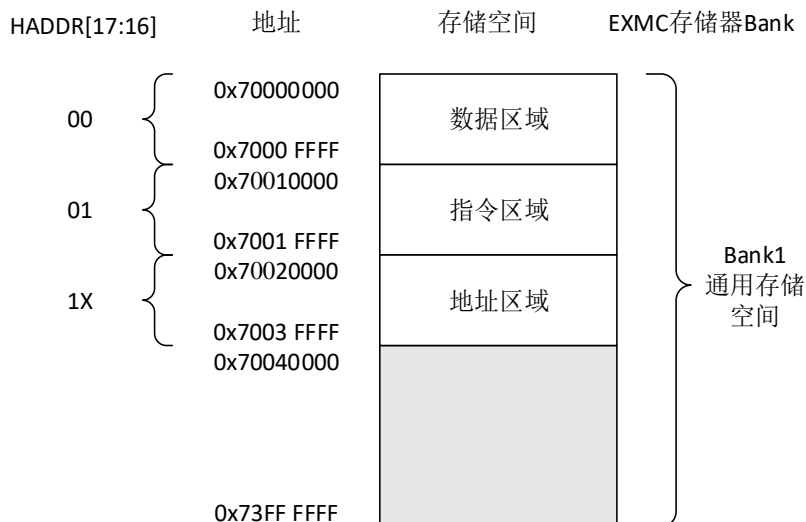 HADDR[17:16] 地址 存储空间 EXMC存储器Bank
0x70000000
00 数据区域
0x7000 FFFF
0x70010000
01 指令区域
0x7001 FFFF
0x70020000
1X 地址区域
0x7003 FFFF
0x70040000
Bank1
通用存储
空间
0x73FF FFFF